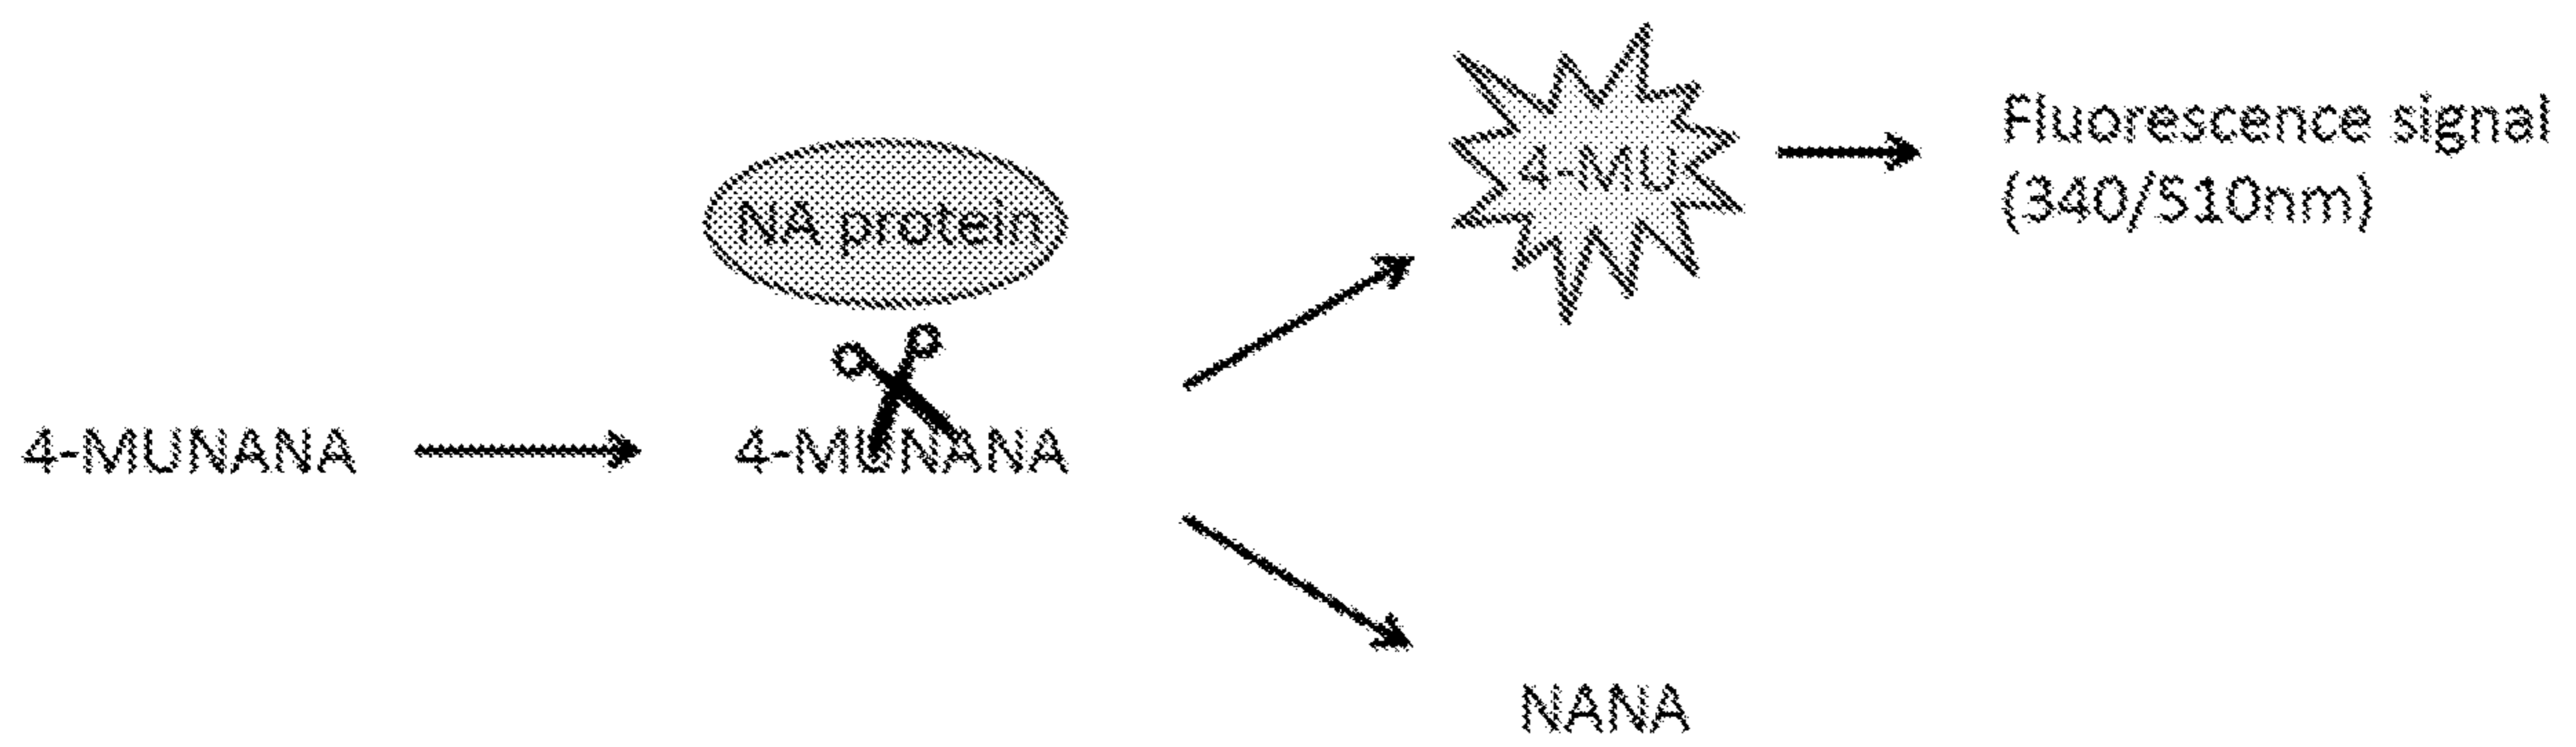 4-MUNANA
NA protein
4-MUNANA
4-MU
Fluorescence signal
(340/510nm)
NANA